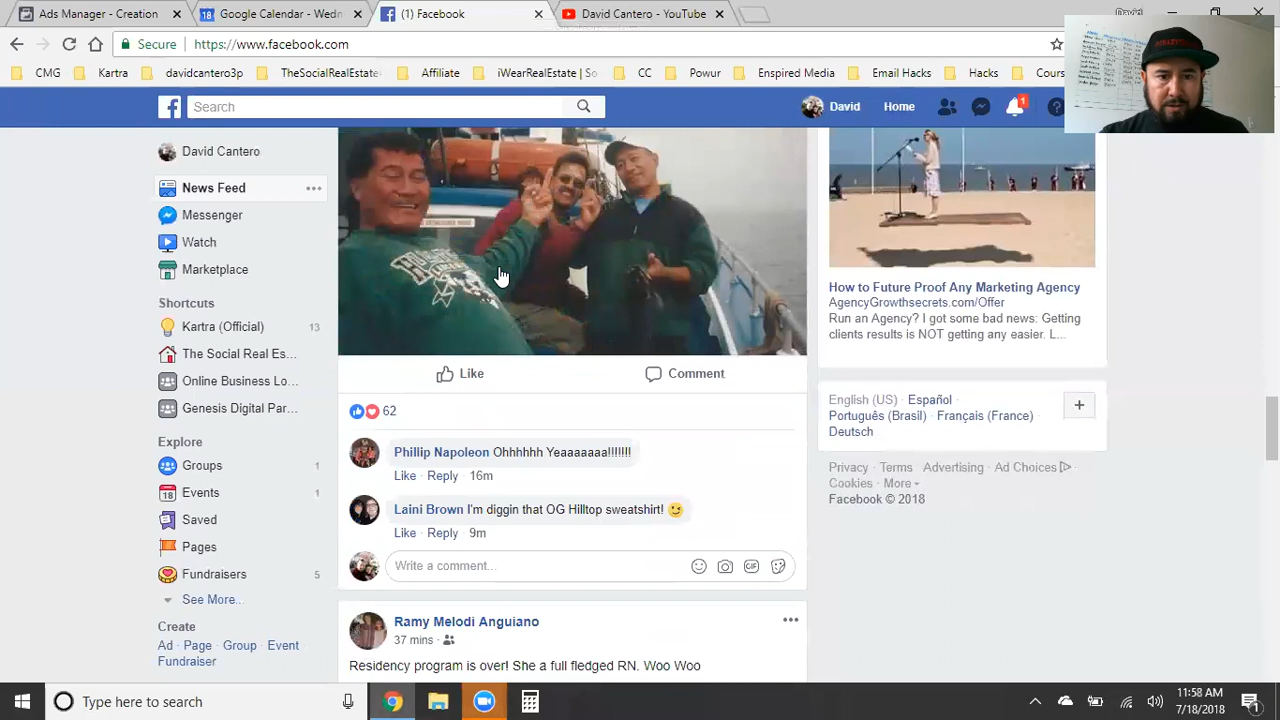 Ads Manager - Creation
Google Calendar - Wedn
(1) Facebook
David Cantero - YouTube
Secure
https://www.facebook.com
CMG
Kartra
davidcantero.c
TheSocialRealEstate
Enspired Media
Email Hacks
Hacks
Search
David
Home
1
David Cantero
News Feed
Messenger
Watch
Marketplace
Shortcuts
Kartra (Official) 13
The Social Real Es...
Online Business Lo...
Genesis Digital Par...
Explore
Groups 1
Events 1
Saved
Pages
Fundraisers 5
See More...
Create
Ad · Page · Group · Event
Fundraiser
Like
Comment
62
Phillip Napoleon Ohhhhhh Yeaaaaaaa!!!!!!!
Like · Reply · 16m
Laini Brown I'm diggin that OG Hilltop sweatshirt! 😉
Like · Reply · 9m
Write a comment...
Ramy Melodi Anguiano
37 mins ·
Residency program is over! She a full fledged RN. Woo Woo
How to Future Proof Any Marketing Agency
AgencyGrowthsecrets.com/Offer
Run an Agency? I got some bad news: Getting
clients results is NOT getting any easier. L...
English (US) · Español ·
Português (Brasil) · Français (France) ·
Deutsch
Privacy · Terms · Advertising · Ad Choices ·
Cookies · More
Facebook © 2018
Type here to search
11:58 AM
7/18/2018